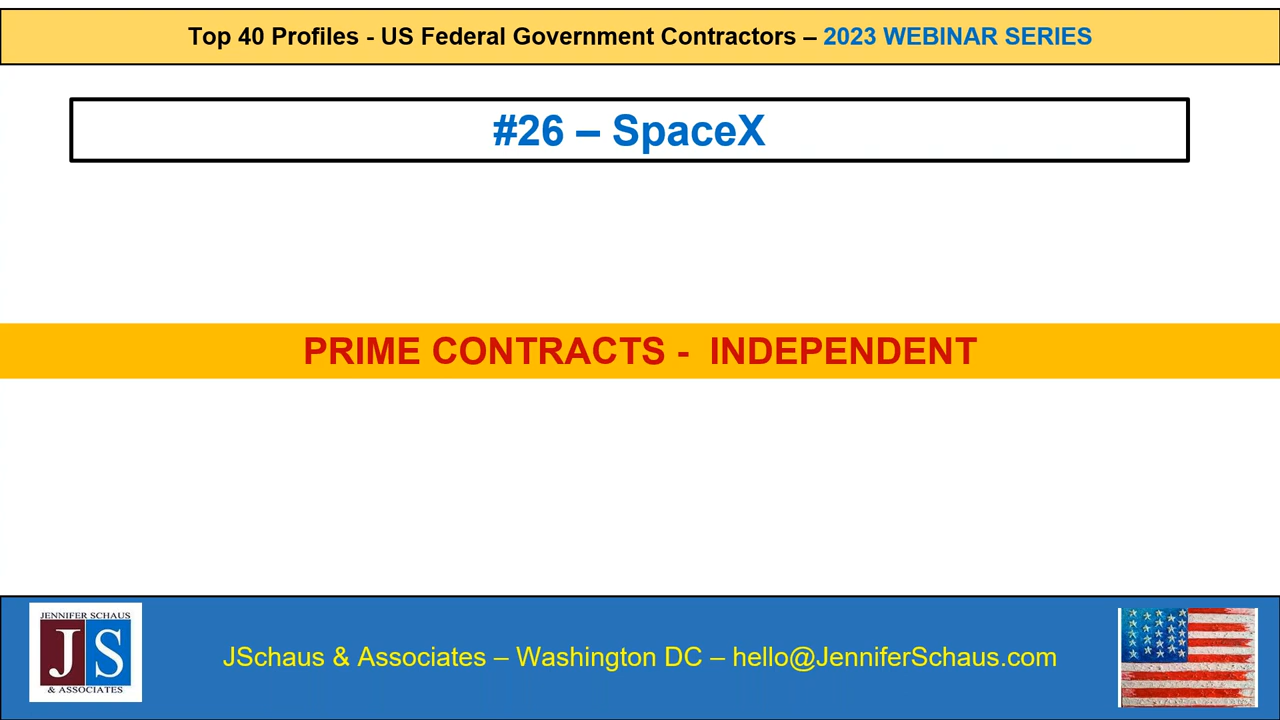 Top 40 Profiles - US Federal Government Contractors – 2023 WEBINAR SERIES
#26 – SpaceX
PRIME CONTRACTS - INDEPENDENT
JENNIFER SCHAUS
JS
& ASSOCIATES
JSchaus & Associates – Washington DC – hello@JenniferSchaus.com